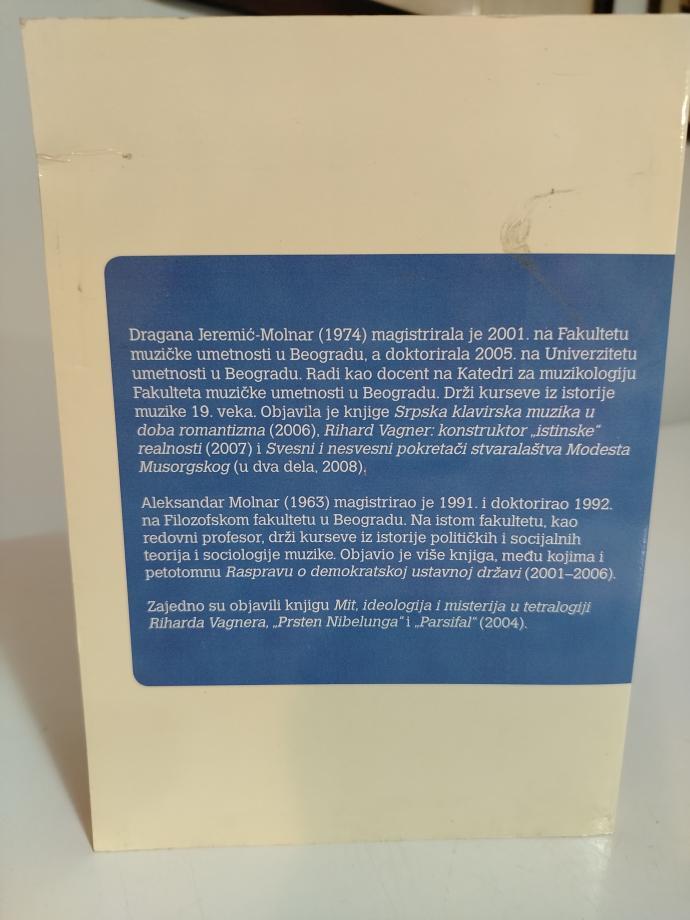 Dragana Jeremić-Molnar (1974) magistrirala je 2001. na Fakultetu
muzičke umetnosti u Beogradu, a doktorirala 2005. na Univerzitetu
umetnosti u Beogradu. Radi kao docent na Katedri za muzikologiju
Fakulteta muzičke umetnosti u Beogradu. Drži kurseve iz istorije
muzike 19. veka. Objavila je knjige Srpska klavirska muzika u
doba romantizma (2006), Rihard Vagner: konstruktor „istinske“
realnosti (2007) i Svesni i nesvesni pokretači stvaralaštva Modesta
Musorgskog (u dva dela, 2008).
Aleksandar Molnar (1963) magistrirao je 1991. i doktorirao 1992.
na Filozofskom fakultetu u Beogradu. Na istom fakultetu, kao
redovni profesor, drži kurseve iz istorije političkih i socijalnih
teorija i sociologije muzike. Objavio je više knjiga, među kojima i
petotomnu Raspravu o demokratskoj ustavnoj državi (2001–2006).
Zajedno su objavili knjigu Mit, ideologija i misterija u tetralogiji
Riharda Vagnera, „Prsten Nibelunga“ i „Parsifal“ (2004).